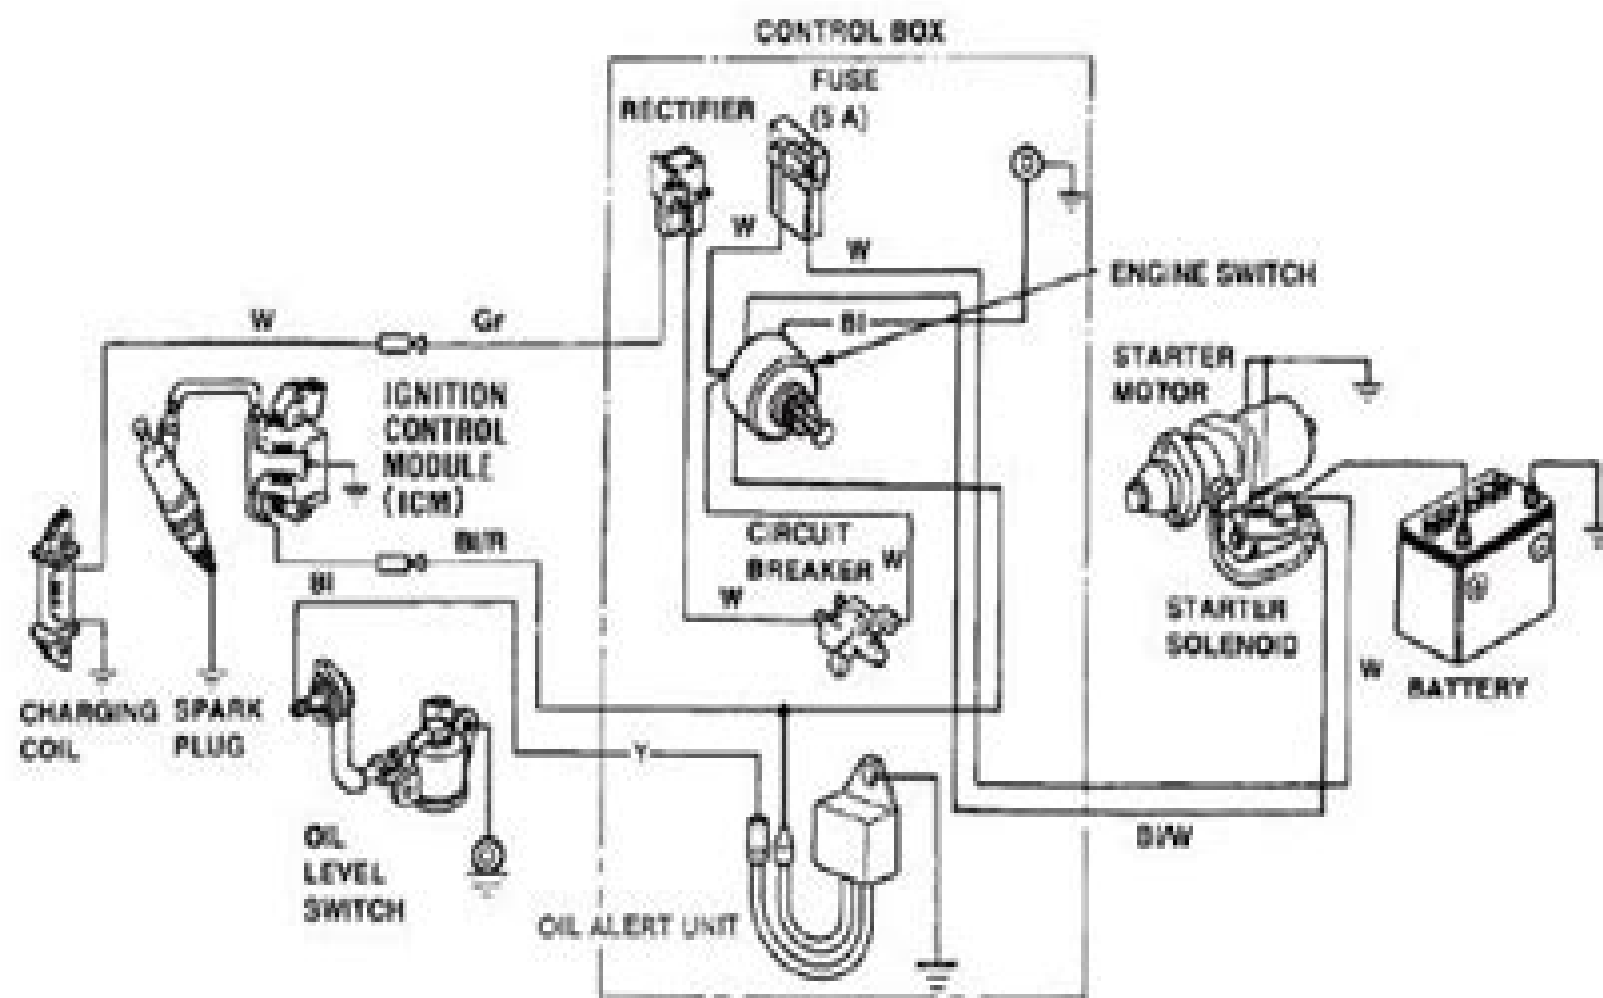 CONTROL BOX
FUSE
(5 A)
RECTIFIER
W
W
ENGINE SWITCH
W
Gr
Bl
STARTER
MOTOR
IGNITION
CONTROL
MODULE
(ICM)
CIRCUIT
BREAKER
W
Bl/R
Bl
W
STARTER
SOLENOID
W
BATTERY
CHARGING
COIL
SPARK
PLUG
Y
OIL
LEVEL
SWITCH
Bl/W
OIL ALERT UNIT